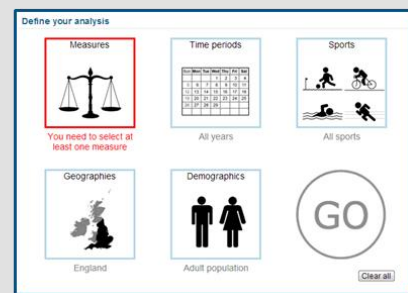 Define your analysis
Measures
Time periods
Sports
You need to select at
least one measure
All years
All sports
Geographies
Demographics
GO
England
Adult population
Clear all